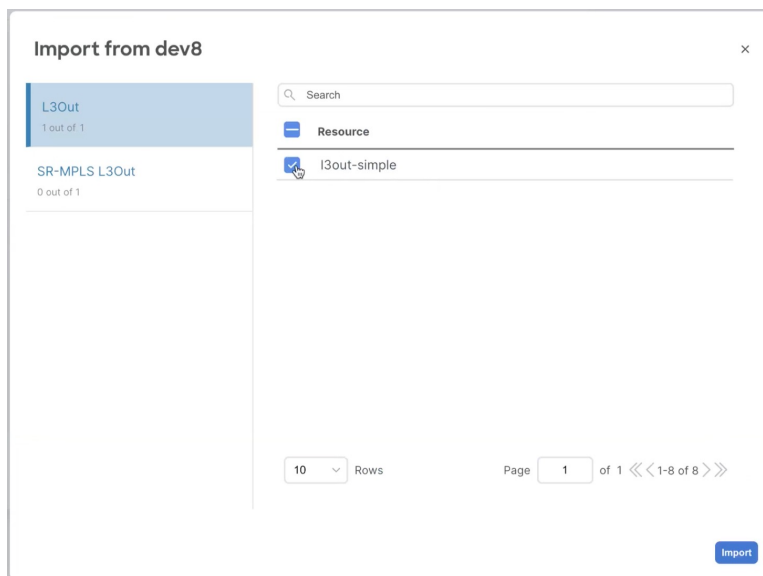 Import from dev8
L3Out
1 out of 1
SR-MPLS L3Out
0 out of 1
Search
Resource
l3out-simple
10 Rows Page 1 of 1 1-8 of 8
Import